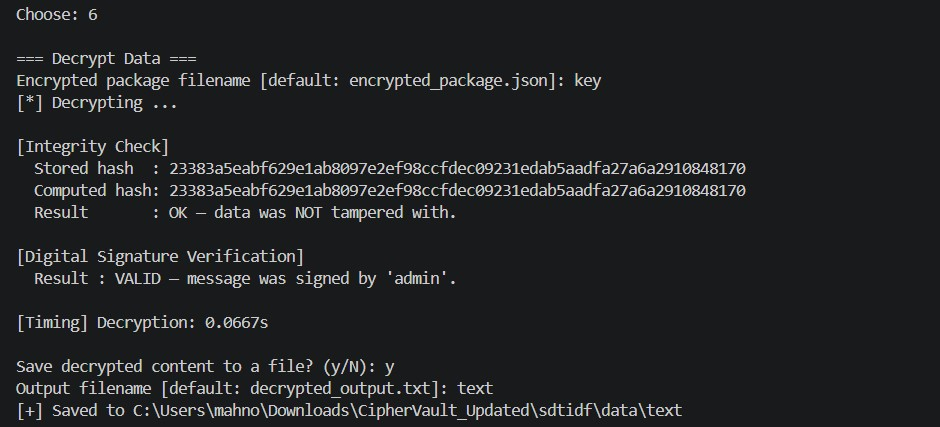 Choose: 6
=== Decrypt Data ===
Encrypted package filename [default: encrypted_package.json]: key
[*] Decrypting ...
[Integrity Check]
Stored hash  : 23383a5eabf629e1ab8097e2ef98ccfdec09231edab5aadfa27a6a2910848170
Computed hash: 23383a5eabf629e1ab8097e2ef98ccfdec09231edab5aadfa27a6a2910848170
Result       : OK — data was NOT tampered with.
[Digital Signature Verification]
Result : VALID — message was signed by 'admin'.
[Timing] Decryption: 0.0667s
Save decrypted content to a file? (y/N): y
Output filename [default: decrypted_output.txt]: text
[+] Saved to C:\Users\mahno\Downloads\CipherVault_Updated\sdtidf\data\text